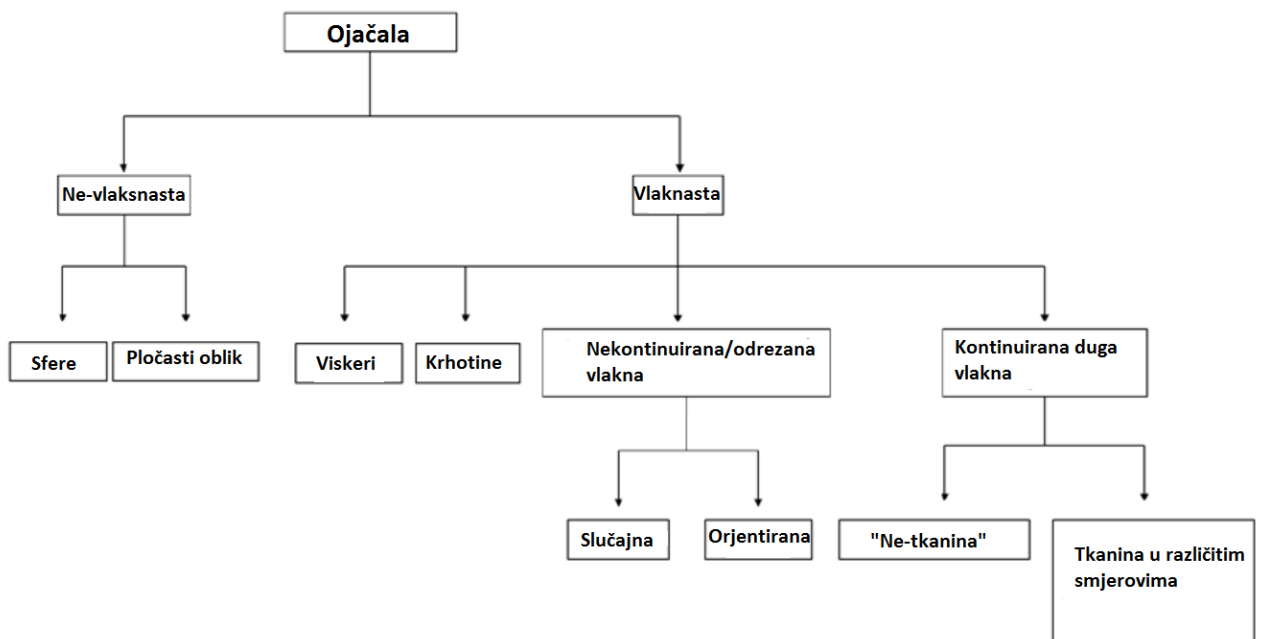 Ojačala
Ne-vlaksnasta
Vlaknasta
Sfere
Pločasti oblik
Viskeri
Krhotine
Nekontinuirana/odrezana
vlakna
Kontinuirana duga
vlakna
Slučajna
Orjentirana
"Ne-tkanina"
Tkanina u različitim
smjerovima